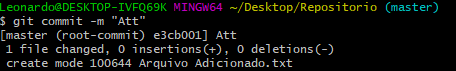 Leonardo@DESKTOP-IVFQ69K MINGW64 ~/Desktop/Repositorio (master)
$ git commit -m "Att"
[master (root-commit) e3cb001] Att
 1 file changed, 0 insertions(+), 0 deletions(-)
 create mode 100644 Arquivo Adicionado.txt